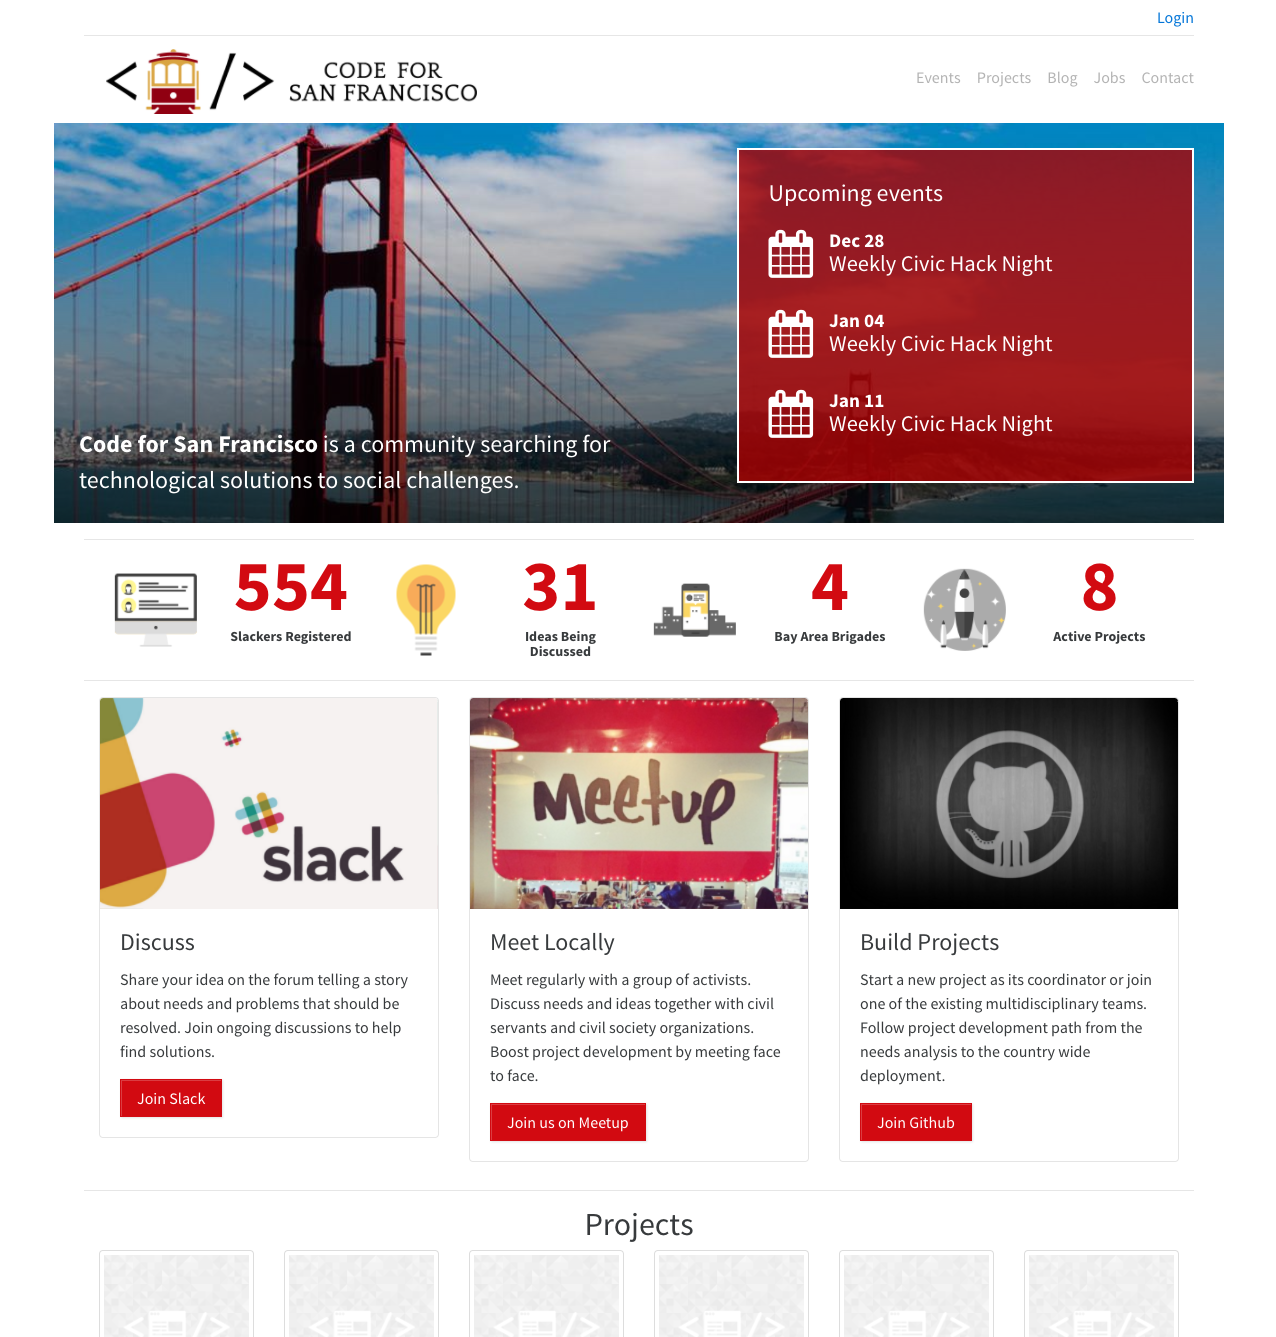 Login
CODE FOR
SAN FRANCISCO
Events Projects Blog Jobs Contact
Upcoming events
Dec 28
Weekly Civic Hack Night
Jan 04
Weekly Civic Hack Night
Jan 11
Weekly Civic Hack Night
Code for San Francisco is a community searching for
technological solutions to social challenges.
554
Slackers Registered
31
Ideas Being
Discussed
4
Bay Area Brigades
8
Active Projects
slack
Discuss
Share your idea on the forum telling a story
about needs and problems that should be
resolved. Join ongoing discussions to help
find solutions.
Join Slack
Meetup
Meet Locally
Meet regularly with a group of activists.
Discuss needs and ideas together with civil
servants and civil society organizations.
Boost project development by meeting face
to face.
Join us on Meetup
Build Projects
Start a new project as its coordinator or join
one of the existing multidisciplinary teams.
Follow project development path from the
needs analysis to the country wide
deployment.
Join Github
Projects